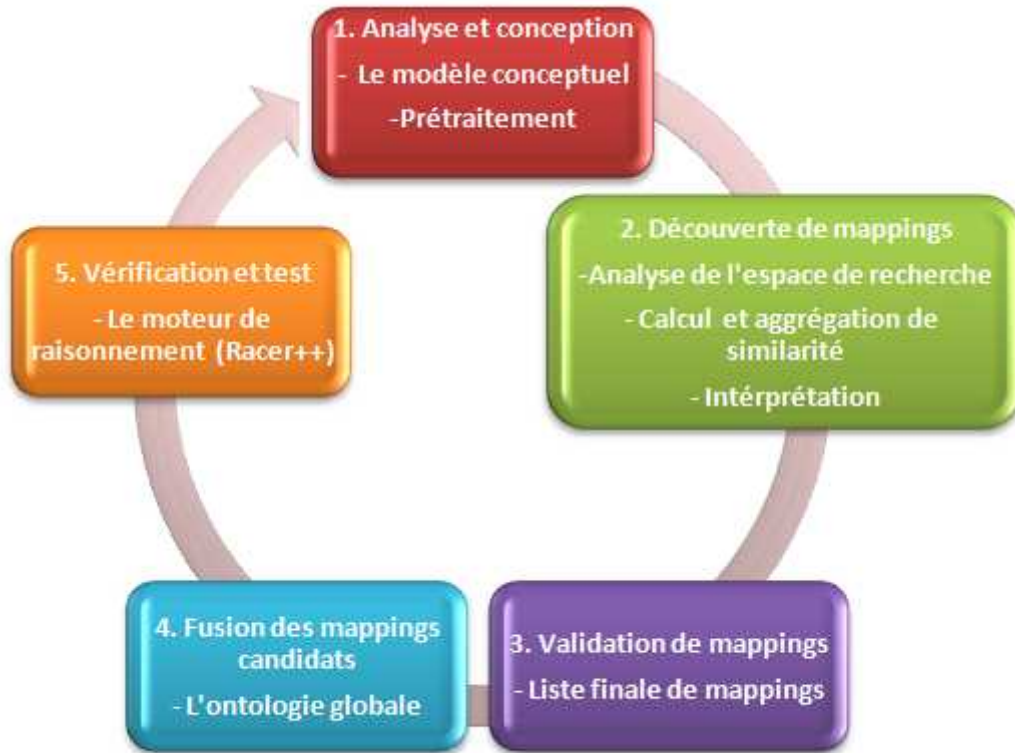 1. Analyse et conception
- Le modèle conceptuel
-Prétraitement
2. Découverte de mappings
-Analyse de l'espace de recherche
- Calcul et aggrégation de
similarité
- Intérprétation
3. Validation de mappings
- Liste finale de mappings
4. Fusion des mappings
candidats
- L'ontologie globale
5. Vérification et test
- Le moteur de
raisonnement (Racer++)